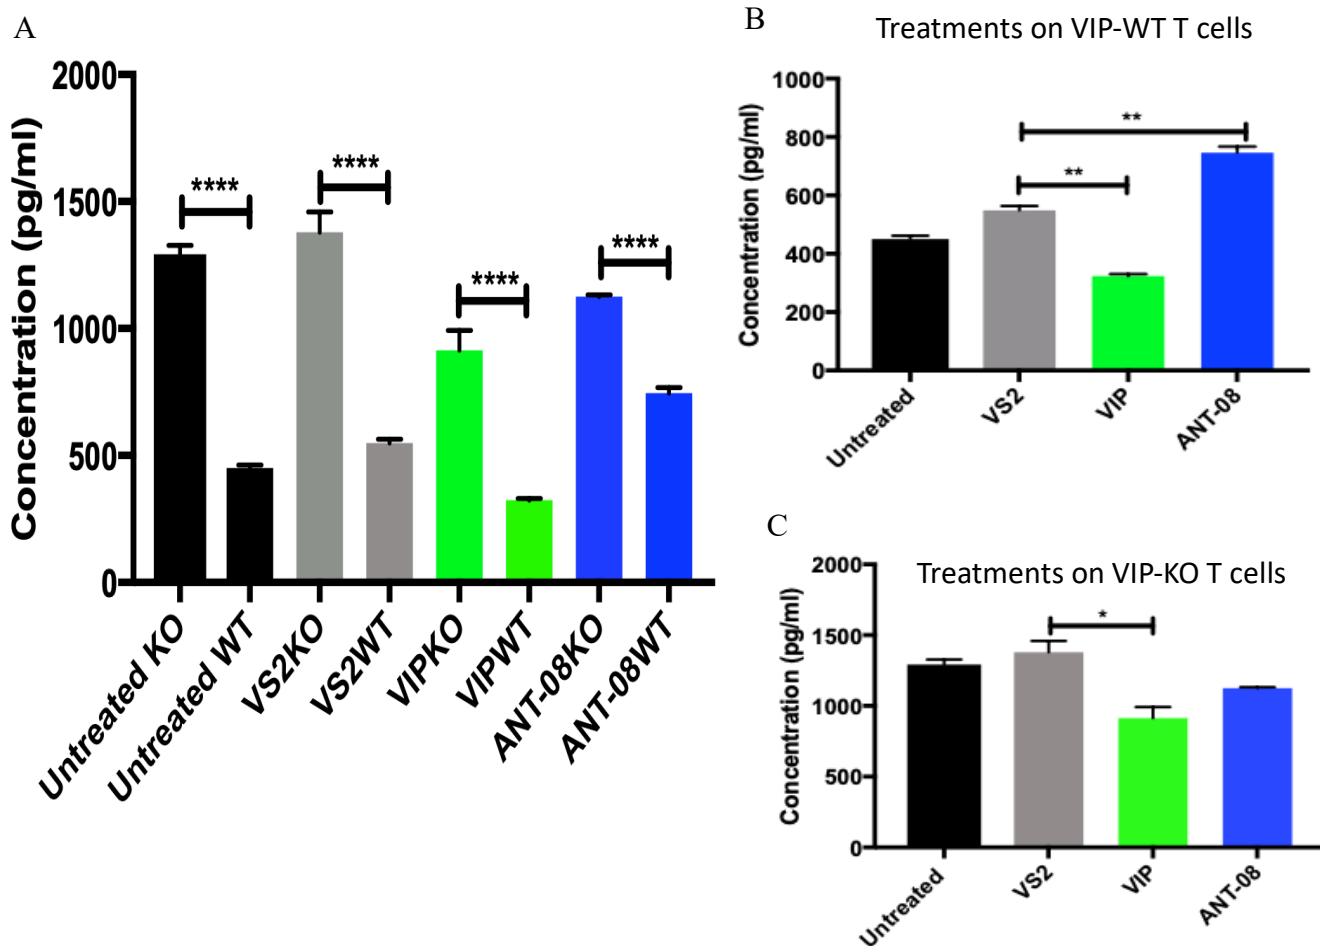 A
Concentration (pg/ml)
2000
1500
1000
500
0
****
****
****
****
Untreated KO
Untreated WT
VS2KO
VS2WT
VIPKO
VIPWT
ANT-08KO
ANT-08WT
B
Treatments on VIP-WT T cells
Concentration (pg/ml)
1000
800
600
400
200
0
**
**
Untreated
VS2
VIP
ANT-08
C
Treatments on VIP-KO T cells
Concentration (pg/ml)
2000
1500
1000
500
0
*
Untreated
VS2
VIP
ANT-08